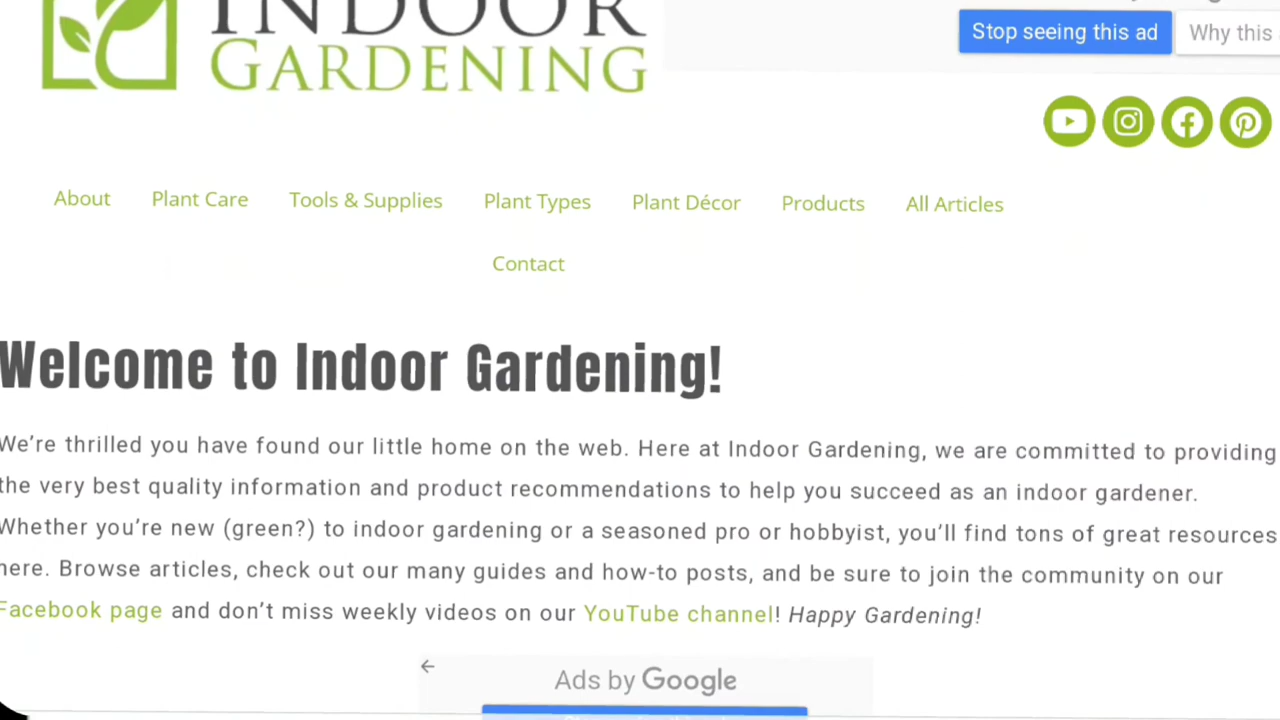 INDOOR
GARDENING
Stop seeing this ad
Why this
About Plant Care Tools & Supplies Plant Types Plant Décor Products All Articles
Contact
Welcome to Indoor Gardening!
We’re thrilled you have found our little home on the web. Here at Indoor Gardening, we are committed to providing
the very best quality information and product recommendations to help you succeed as an indoor gardener.
Whether you’re new (green?) to indoor gardening or a seasoned pro or hobbyist, you’ll find tons of great resources
here. Browse articles, check out our many guides and how-to posts, and be sure to join the community on our
Facebook page and don’t miss weekly videos on our YouTube channel! Happy Gardening!
Ads by Google